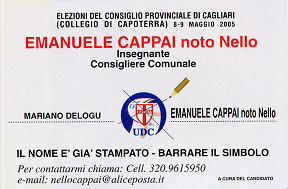 ELEZIONI DEL CONSIGLIO PROVINCIALE DI CAGLIARI
(COLLEGIO DI CAPOTERRA) 8-9 MAGGIO 2005
EMANUELE CAPPAI noto Nello
Insegnante
Consigliere Comunale
MARIANO DELOGU
EMANUELE CAPPAI noto Nello
UDC
IL NOME E' GIA' STAMPATO - BARRARE IL SIMBOLO
Per contattarmi chiama: Cell. 320.9615950
e-mail: nellocappai@aliceposta.it
A CURA DEL CANDIDATO